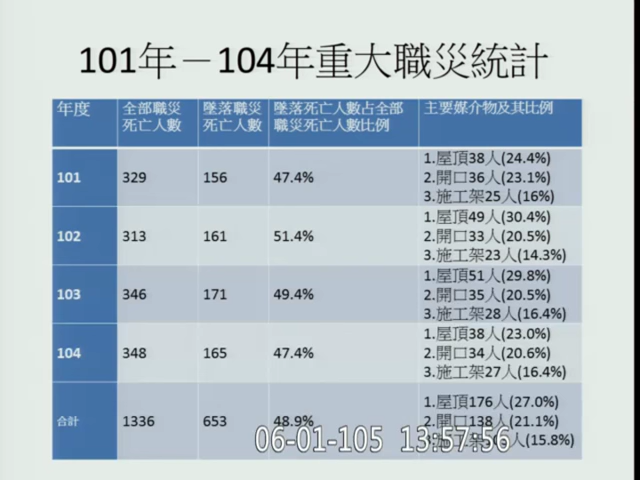 101年－104年重大職災統計
年度 全部職災死亡人數 墜落職災死亡人數 墜落死亡人數占全部職災死亡人數比例 主要媒介物及其比例
101 329 156 47.4% 1.屋頂38人(24.4%)
2.開口36人(23.1%)
3.施工架25人(16%)
102 313 161 51.4% 1.屋頂49人(30.4%)
2.開口33人(20.5%)
3.施工架23人(14.3%)
103 346 171 49.4% 1.屋頂51人(29.8%)
2.開口35人(20.5%)
3.施工架28人(16.4%)
104 348 165 47.4% 1.屋頂38人(23.0%)
2.開口34人(20.6%)
3.施工架27人(16.4%)
合計 1336 653 48.9% 1.屋頂176人(27.0%)
2.開口138人(21.1%)
3.施工架 人(15.8%)
06-01-105 13:57:56